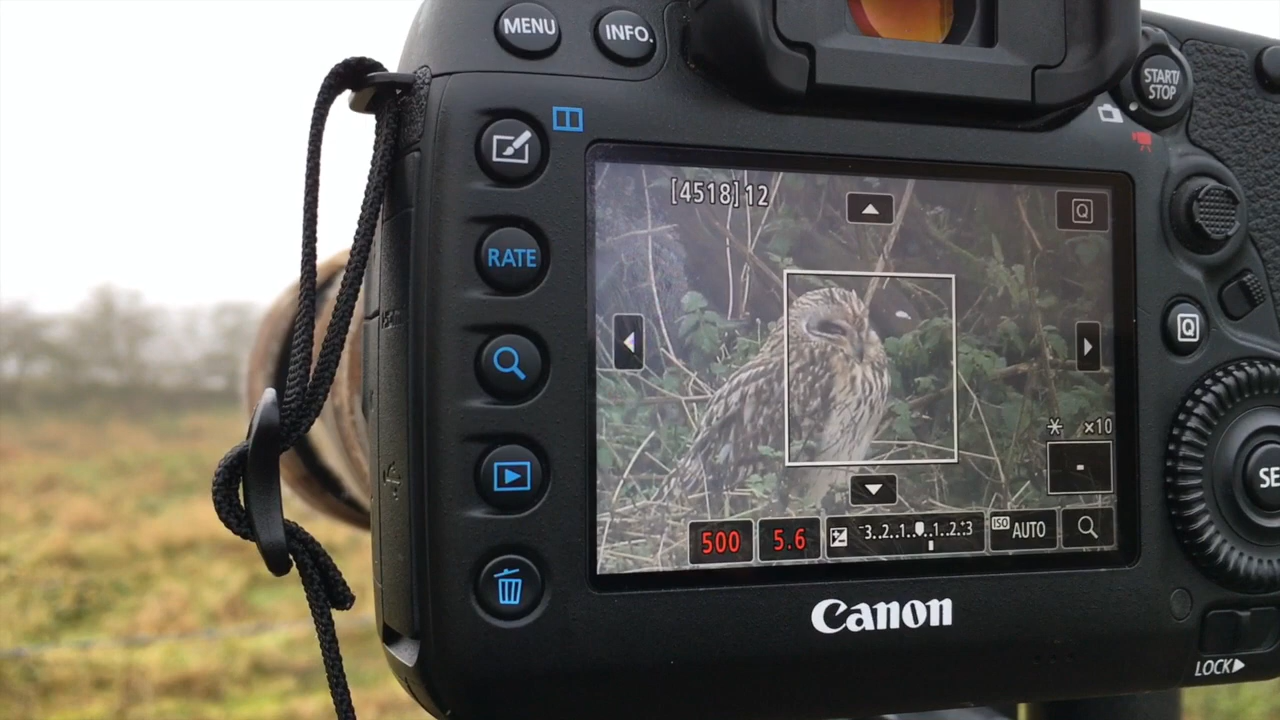 MENU
INFO.
START/
STOP
RATE
[4518]12
Q
Q
×10
500
5.6
-3..2..1..0..1..2..+3
ISO AUTO
SE
Canon
LOCK▶